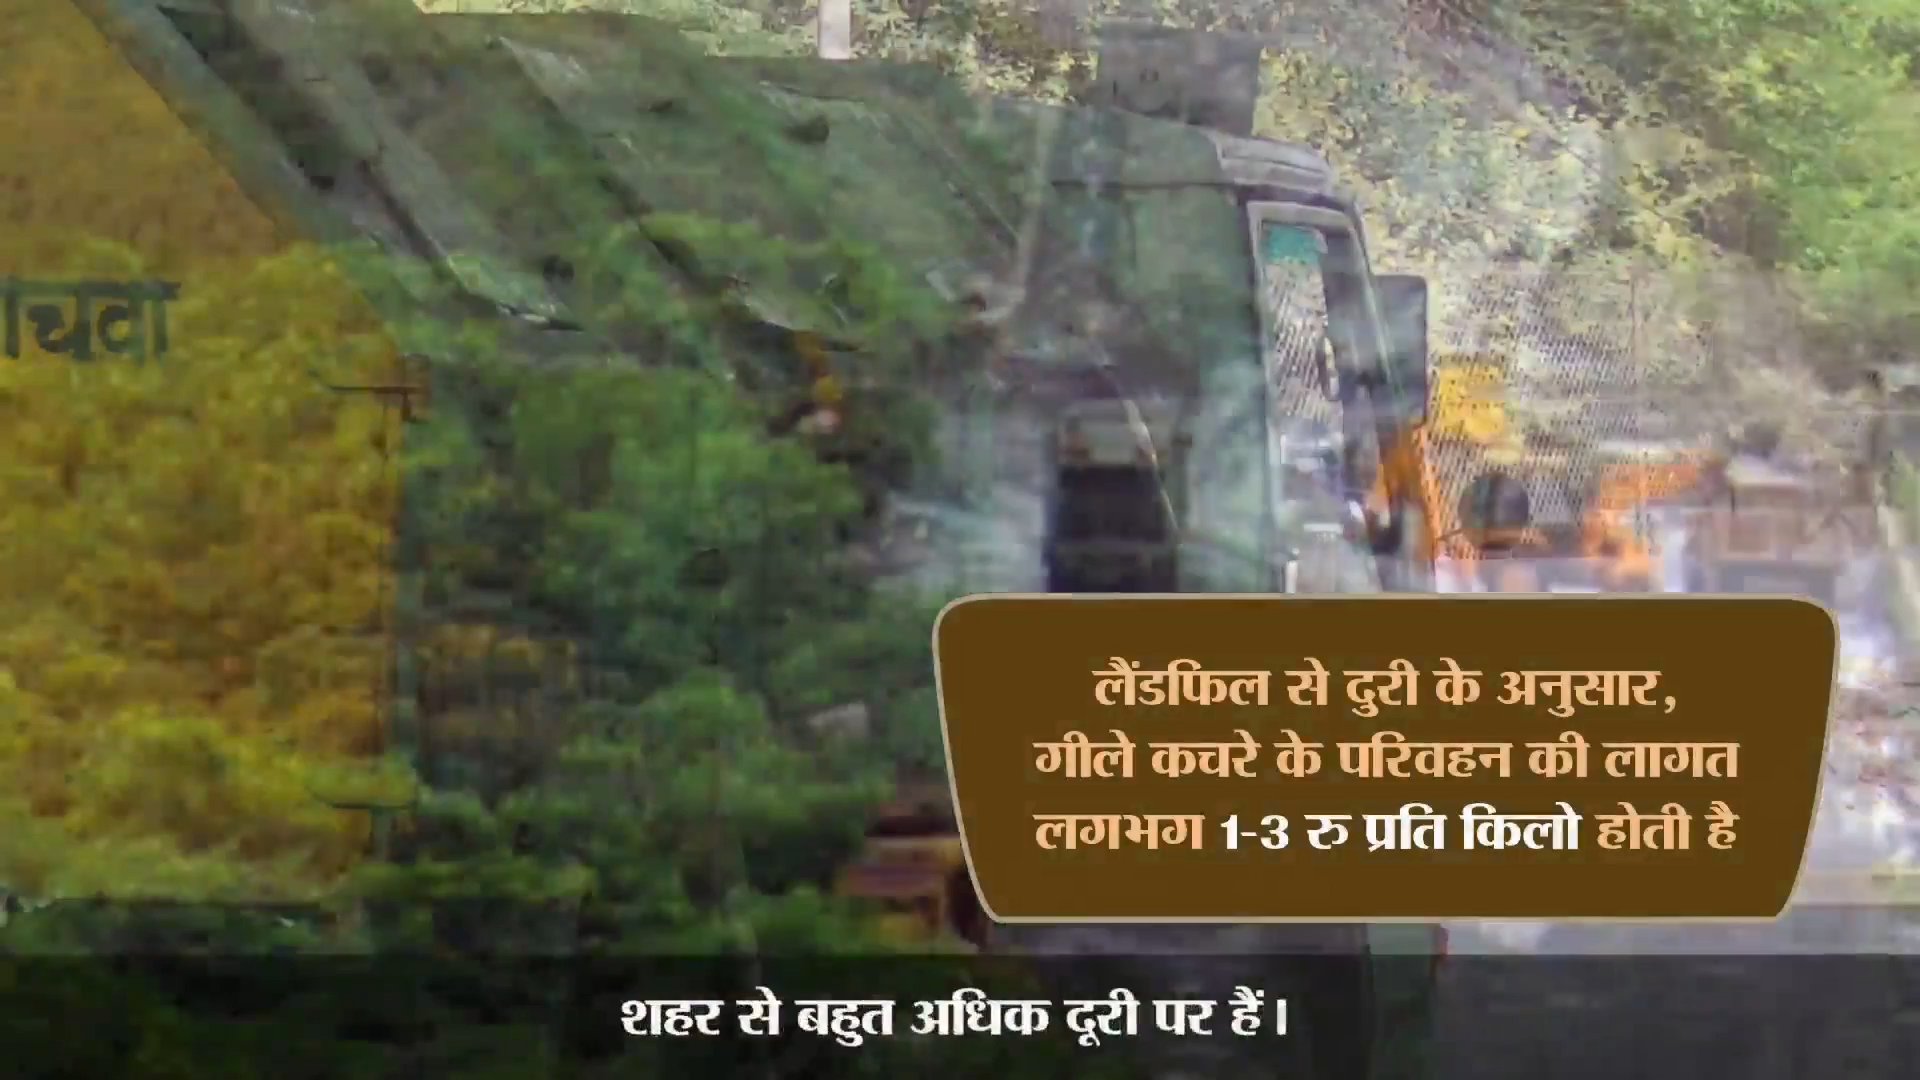 लैंडफिल से दुरी के अनुसार,
गीले कचरे के परिवहन की लागत
लगभग 1-3 रु प्रति किलो होती है
शहर से बहुत अधिक दूरी पर हैं।